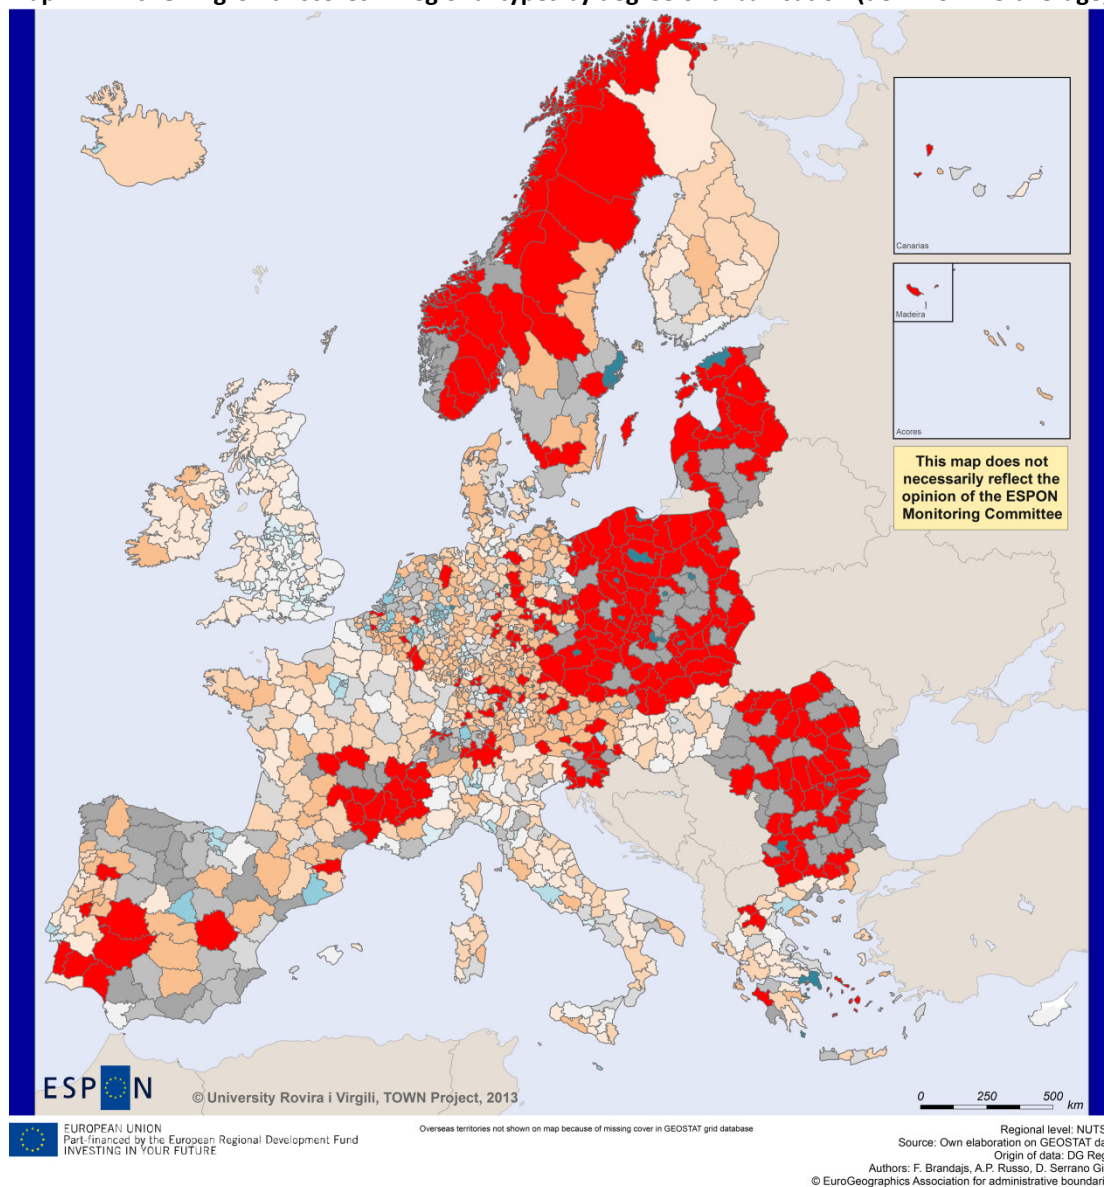 Canarias
Madeira
Acores
This map does not
necessarily reflect the
opinion of the ESPON
Monitoring Committee
ESPON
© University Rovira i Virgili, TOWN Project, 2013
0 250 500
km
EUROPEAN UNION
Part-financed by the European Regional Development Fund
INVESTING IN YOUR FUTURE
Overseas territories not shown on map because of missing cover in GEOSTAT grid database
Regional level: NUTS
Source: Own elaboration on GEOSTAT da
Origin of data: DG Reg
Authors: F. Brandajs, A.P. Russo, D. Serrano Gi
© EuroGeographics Association for administrative boundari